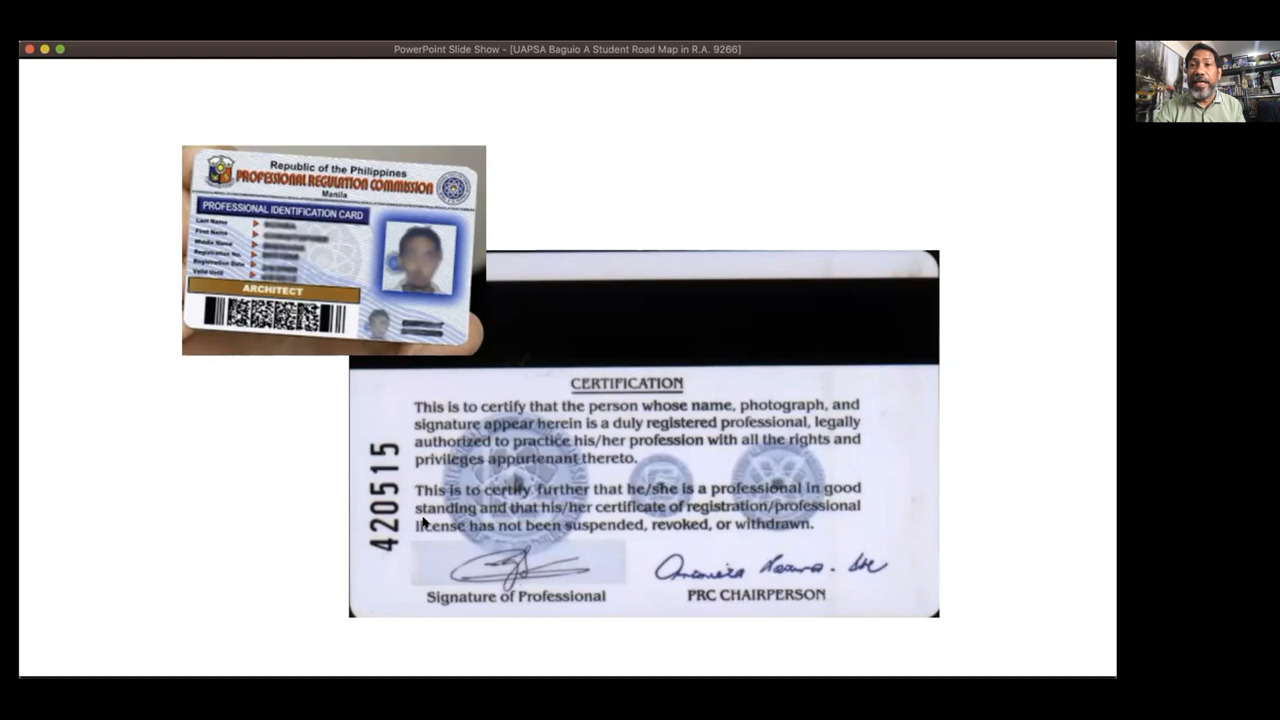 PowerPoint Slide Show - [UAPSA Baguio A Student Road Map in R.A. 9266]
Republic of the Philippines
PROFESSIONAL REGULATION COMMISSION
Manila
PROFESSIONAL IDENTIFICATION CARD
Last Name
First Name
Middle Name
Registration No.
Registration Date
Valid Until
ARCHITECT
CERTIFICATION
This is to certify that the person whose name, photograph, and
signature appear herein is a duly registered professional, legally
authorized to practice his/her profession with all the rights and
privileges appurtenant thereto.
This is to certify further that he/she is a professional in good
standing and that his/her certificate of registration/professional
license has not been suspended, revoked, or withdrawn.
420515
Signature of Professional
PRC CHAIRPERSON